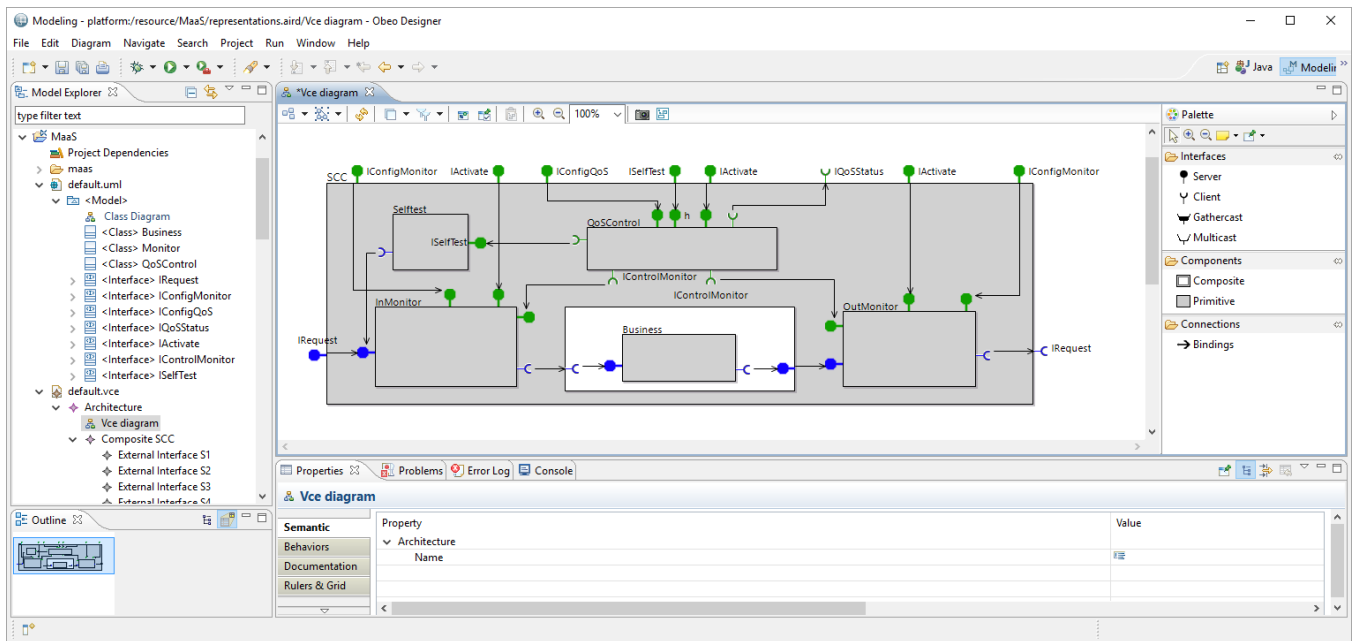 Modeling - platform:/resource/MaaS/representations.aird/Vce diagram - Obeo Designer
File Edit Diagram Navigate Search Project Run Window Help
Java Modelin
Model Explorer
type filter text
MaaS
Project Dependencies
maas
default.uml
<Model>
Class Diagram
<Class> Business
<Class> Monitor
<Class> QoSControl
<Interface> IRequest
<Interface> IConfigMonitor
<Interface> IConfigQoS
<Interface> IQoSStatus
<Interface> IActivate
<Interface> IControlMonitor
<Interface> ISelfTest
default.vce
Architecture
Vce diagram
Composite SCC
External Interface S1
External Interface S2
External Interface S3
External Interface S4
Outline
*Vce diagram
100%
SCC IConfigMonitor IActivate IConfigQoS ISelfTest IActivate IQoSStatus IActivate IConfigMonitor
Selftest
ISelfTest
QoSControl
h
IControlMonitor
IControlMonitor
InMonitor
OutMonitor
Business
IRequest
IRequest
Palette
Interfaces
Server
Client
Gathercast
Multicast
Components
Composite
Primitive
Connections
Bindings
Properties Problems Error Log Console
Vce diagram
Semantic
Behaviors
Documentation
Rulers & Grid
Property Value
Architecture
Name